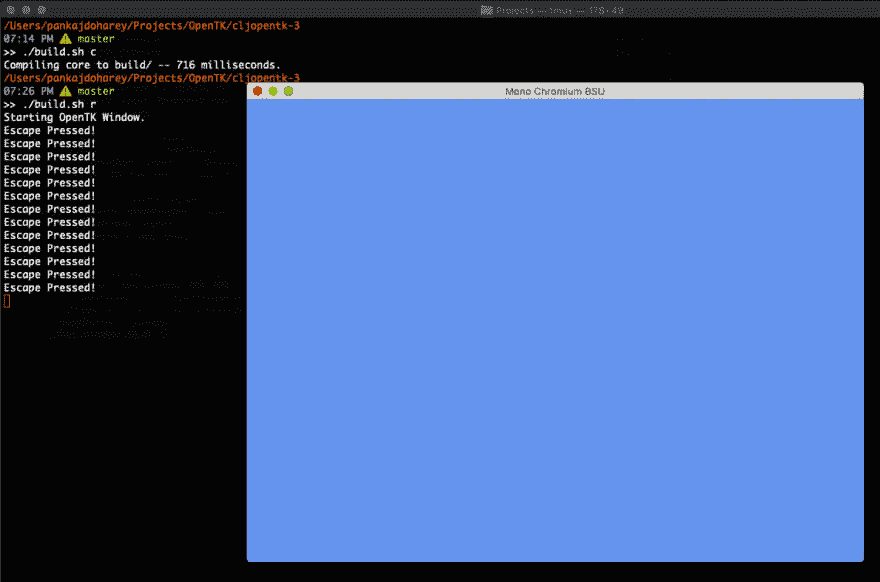 Projects — tmux — 178×49
/Users/pankajdoharey/Projects/OpenTK/cljopentk-3
07:14 PM ⚠ master
>> ./build.sh c
Compiling core to build/ -- 716 milliseconds.
/Users/pankajdoharey/Projects/OpenTK/cljopentk-3
07:26 PM ⚠ master
>> ./build.sh r
Starting OpenTK Window.
Escape Pressed!
Escape Pressed!
Escape Pressed!
Escape Pressed!
Escape Pressed!
Escape Pressed!
Escape Pressed!
Escape Pressed!
Escape Pressed!
Escape Pressed!
Escape Pressed!
Escape Pressed!
Escape Pressed!
Mono Chromium BSU